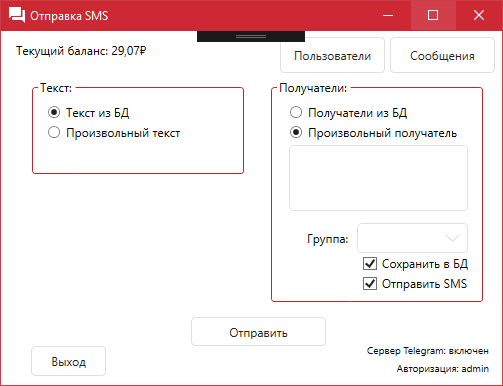 Отправка SMS
Текущий баланс: 29,07₽
Пользователи
Сообщения
Текст:
Текст из БД
Произвольный текст
Получатели:
Получатели из БД
Произвольный получатель
Группа:
Сохранить в БД
Отправить SMS
Отправить
Выход
Сервер Telegram: включен
Авторизация: admin